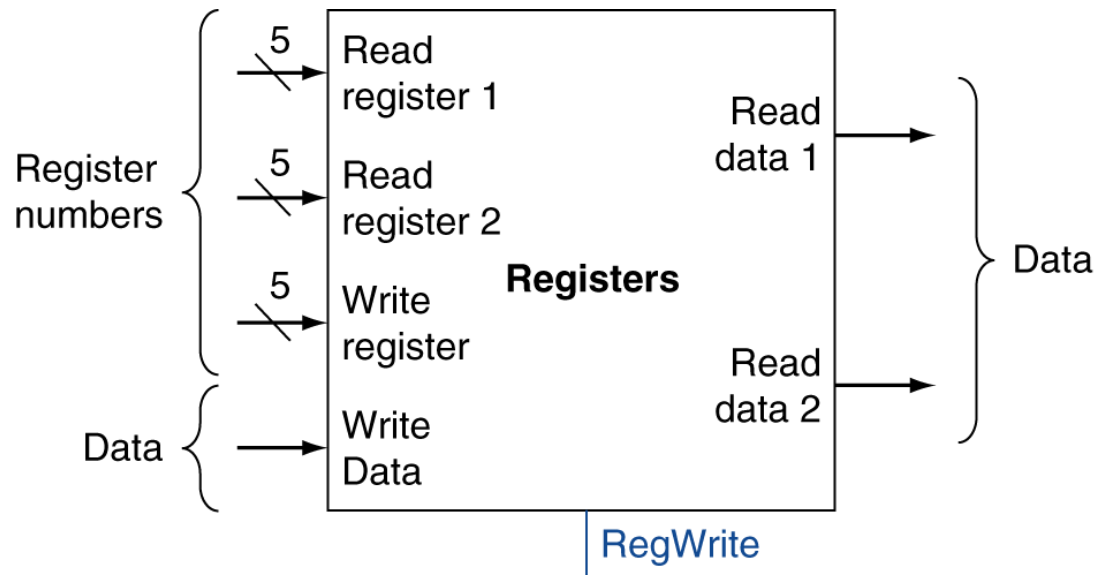 Register
numbers
Data
5
Read
register 1
5
Read
register 2
5
Write
register
Write
Data
Registers
Read
data 1
Read
data 2
Data
RegWrite